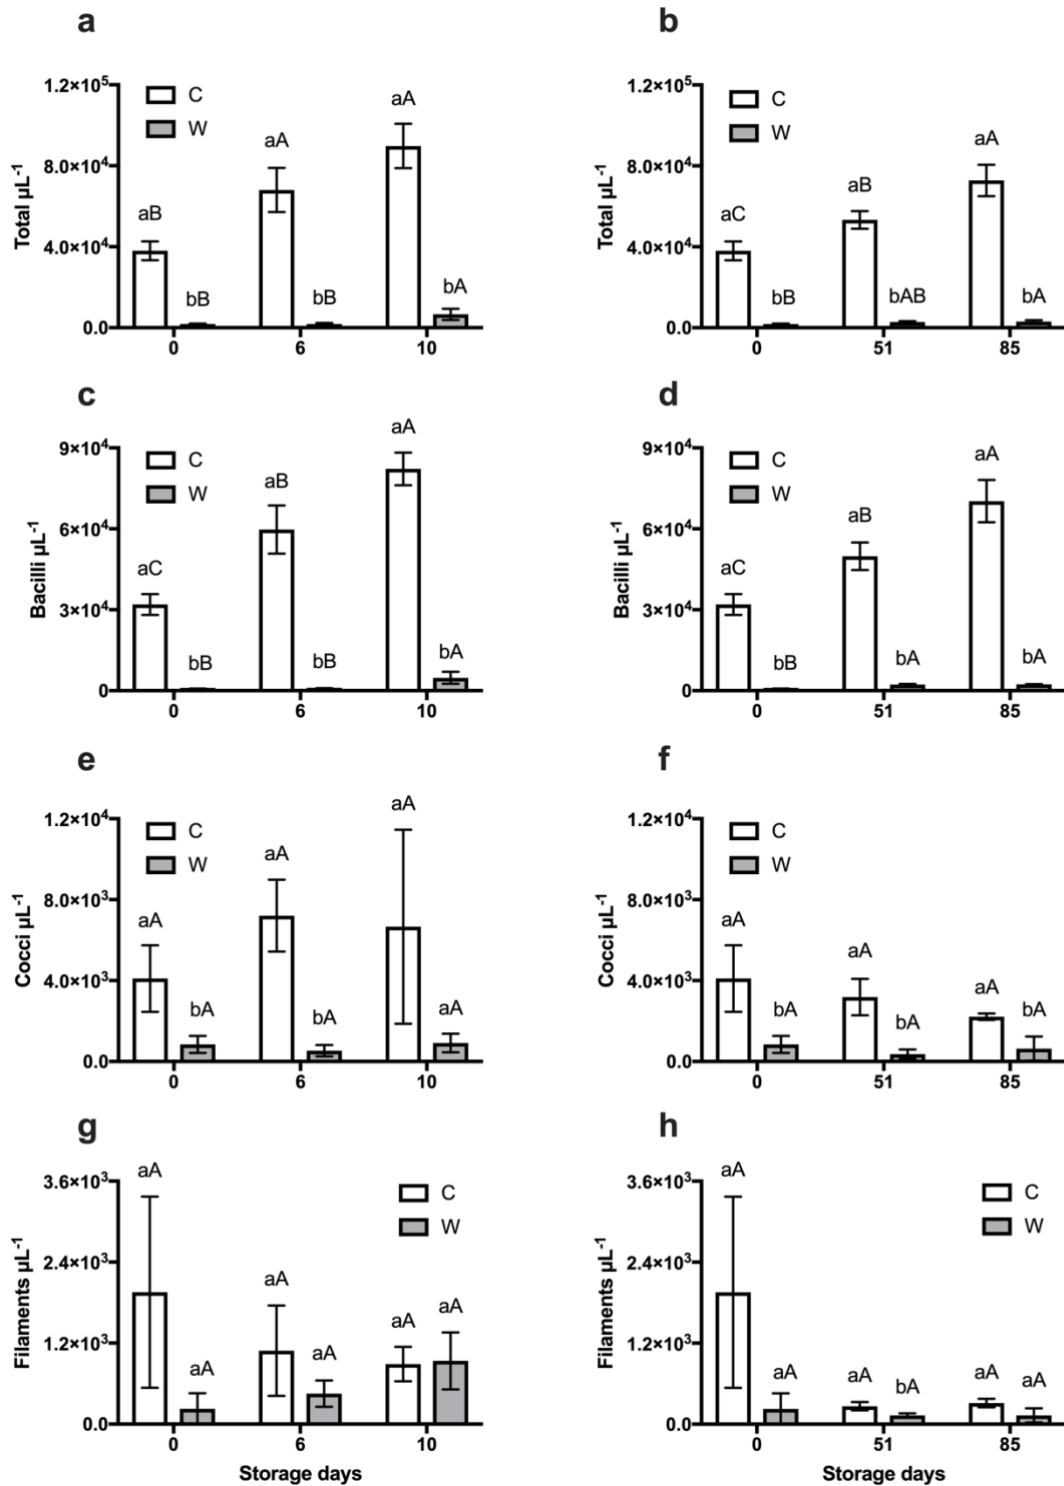 a
Total µL⁻¹
1.2×10⁵
8.0×10⁴
4.0×10⁴
0.0
C
W
aB
bB
aA
bB
aA
bA
0
6
10
b
Total µL⁻¹
1.2×10⁵
8.0×10⁴
4.0×10⁴
0.0
C
W
aC
bB
aB
bAB
aA
bA
0
51
85
c
Bacilli µL⁻¹
9×10⁴
6×10⁴
3×10⁴
0
C
W
aC
bB
aB
bB
aA
bA
0
6
10
d
Bacilli µL⁻¹
9×10⁴
6×10⁴
3×10⁴
0
C
W
aC
bB
aB
bA
aA
bA
0
51
85
e
Cocci µL⁻¹
1.2×10⁴
8.0×10³
4.0×10³
0.0
C
W
aA
bA
aA
bA
aA
aA
0
6
10
f
Cocci µL⁻¹
1.2×10⁴
8.0×10³
4.0×10³
0.0
C
W
aA
bA
aA
bA
aA
bA
0
51
85
g
Filaments µL⁻¹
3.6×10³
2.4×10³
1.2×10³
0.0
C
W
aA
aA
aA
aA
aA
aA
0
6
10
Storage days
h
Filaments µL⁻¹
3.6×10³
2.4×10³
1.2×10³
0.0
C
W
aA
aA
aA
bA
aA
aA
0
51
85
Storage days